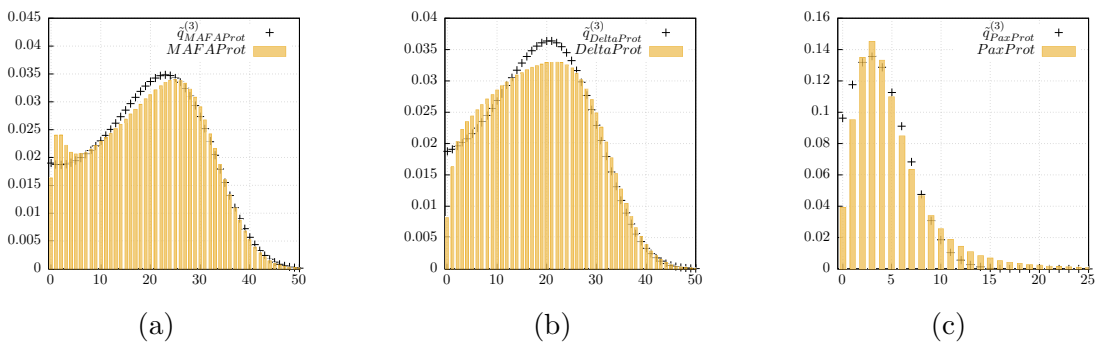 0.045
0.04
0.035
0.03
0.025
0.02
0.015
0.01
0.005
0
0 10 20 30 40 50
q̃^{(3)}_{MAFAProt}
MAFAProt
(a)
0.04
0.035
0.03
0.025
0.02
0.015
0.01
0.005
0
0 10 20 30 40 50
q̃^{(3)}_{DeltaProt}
DeltaProt
(b)
0.16
0.14
0.12
0.1
0.08
0.06
0.04
0.02
0
0 5 10 15 20 25
q̃^{(3)}_{PaxProt}
PaxProt
(c)